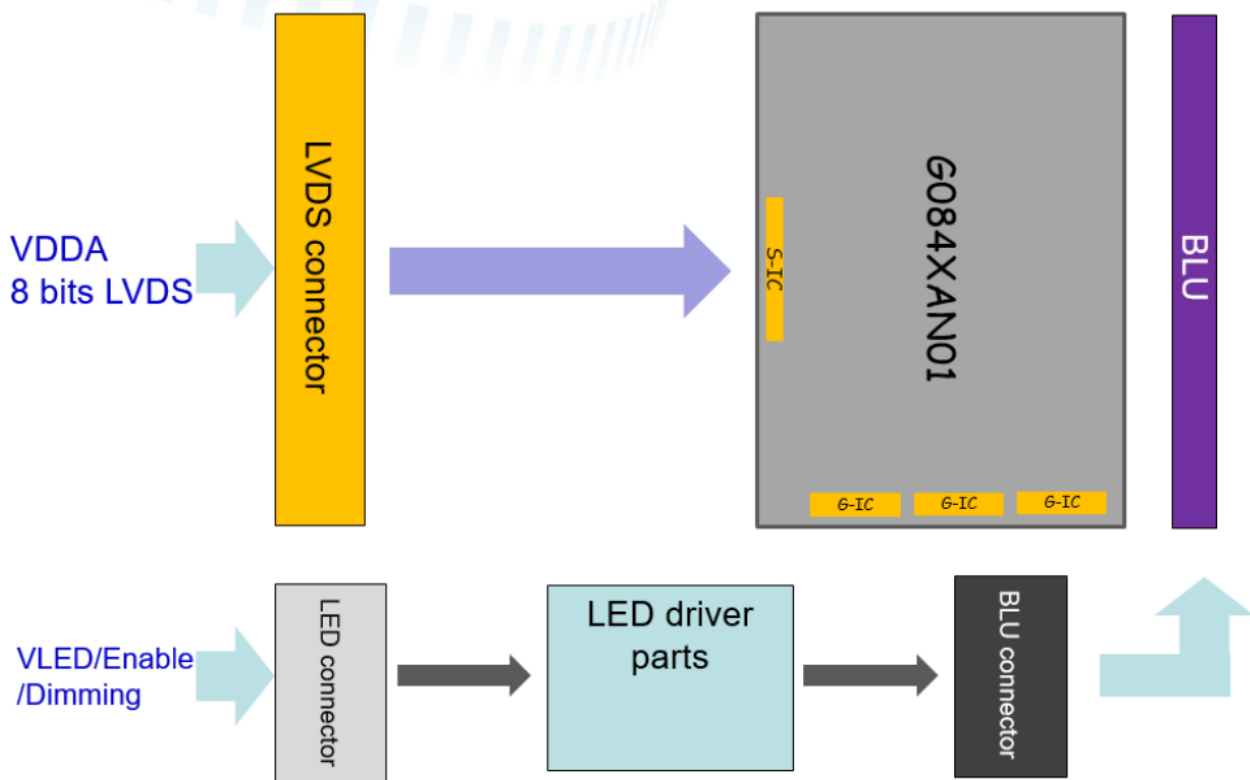 VDDA
8 bits LVDS
LVDS connector
S-IC
G084XAN01
G-IC
G-IC
G-IC
BLU
VLED/Enable
/Dimming
LED connector
LED driver
parts
BLU connector